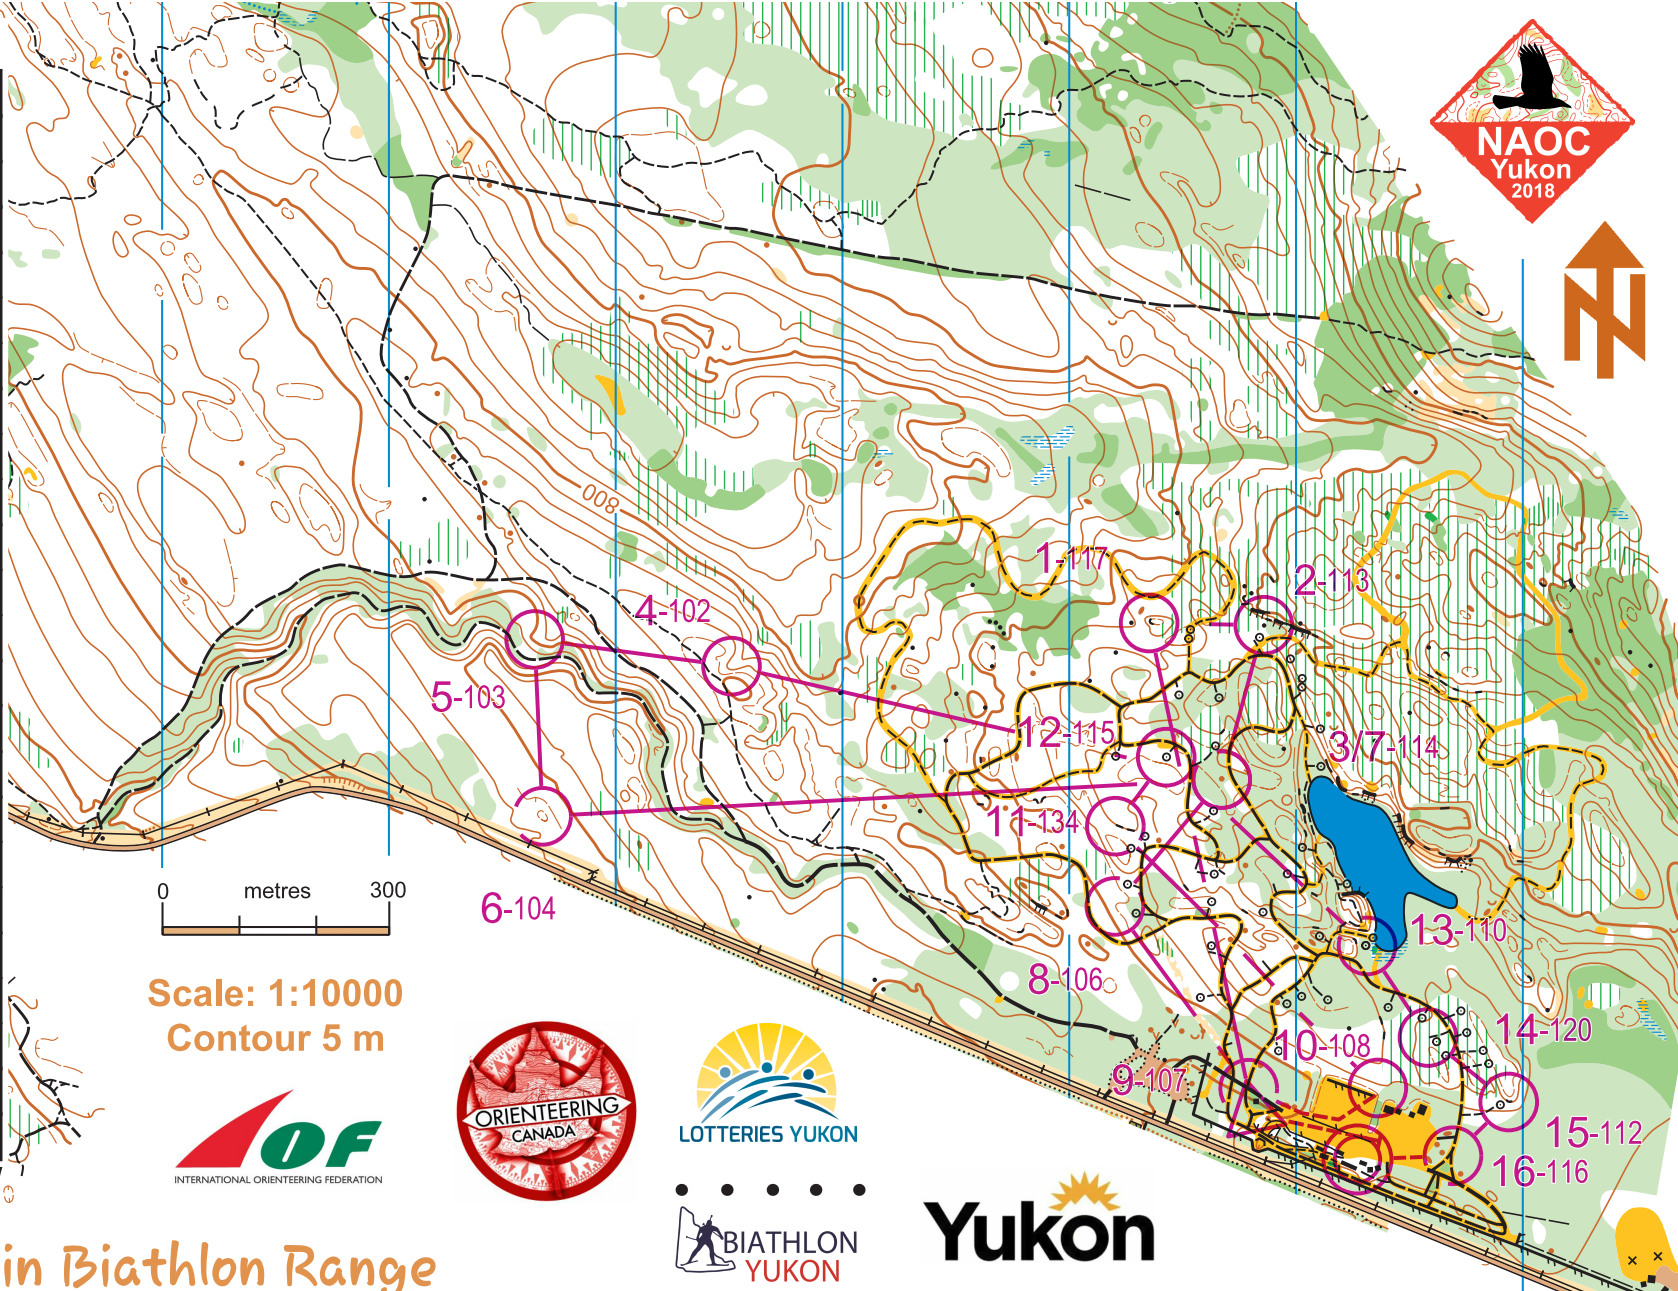 NAOC
Yukon
2018
N
800
1-117
2-113
4-102
5-103
12-115
3/7-114
11-134
6-104
13-110
8-106
14-120
10-108
9-107
15-112
16-116
0 metres 300
Scale: 1:10000
Contour 5 m
IOF
INTERNATIONAL ORIENTEERING FEDERATION
ORIENTEERING
CANADA
LOTTERIES YUKON
BIATHLON
YUKON
Yukon
in Biathlon Range